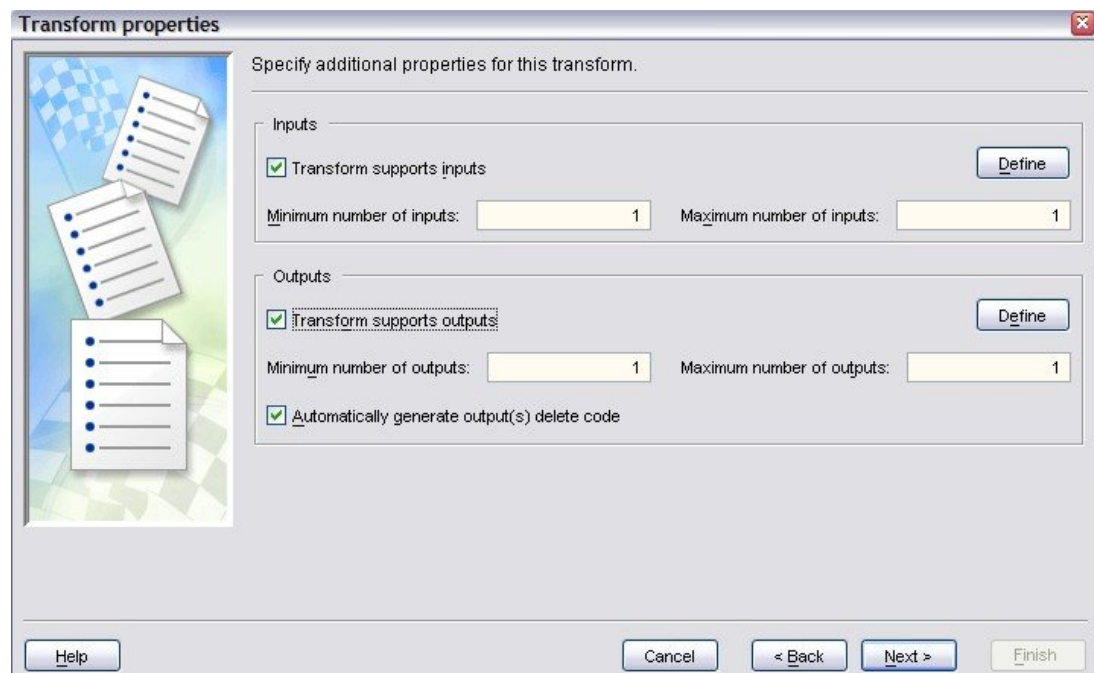 Transform properties
Specify additional properties for this transform.
Inputs
Transform supports inputs
Define
Minimum number of inputs: 1 Maximum number of inputs: 1
Outputs
Transform supports outputs
Define
Minimum number of outputs: 1 Maximum number of outputs: 1
Automatically generate output(s) delete code
Help Cancel < Back Next > Finish